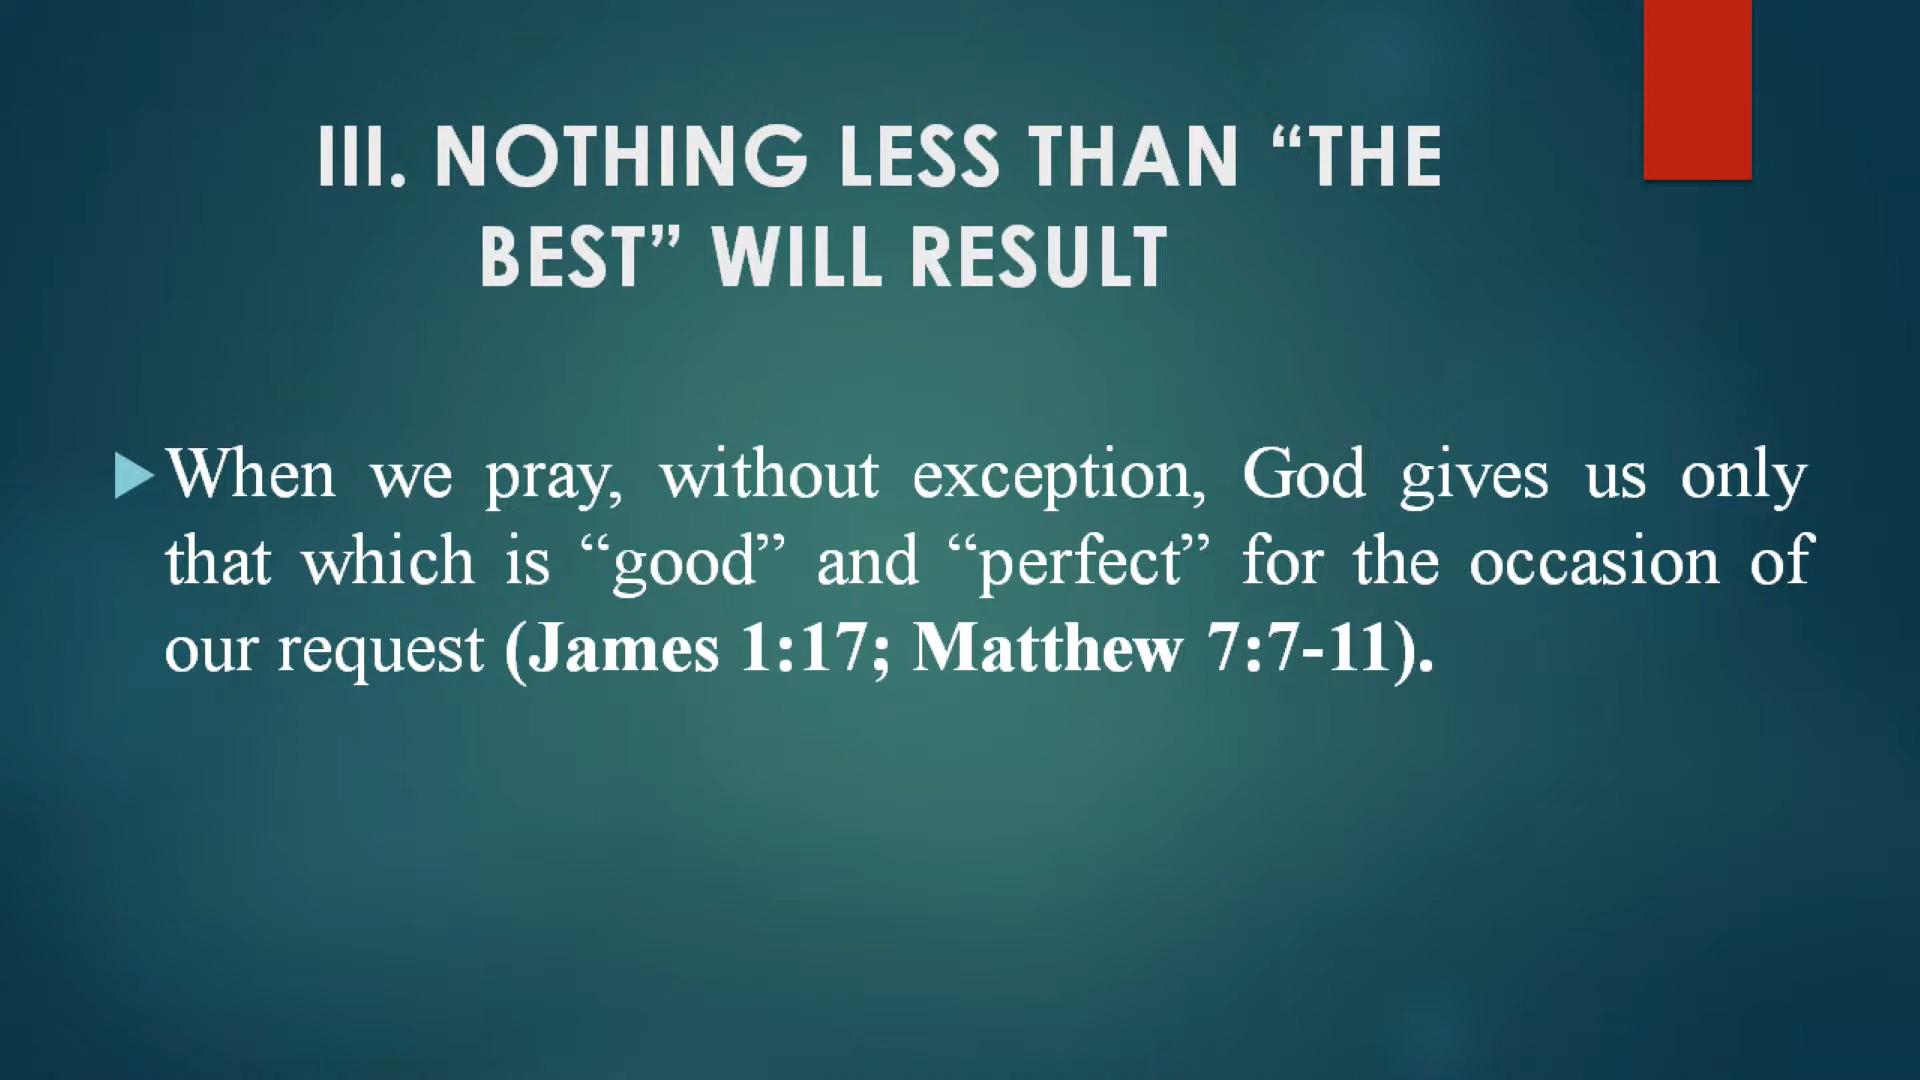 III. NOTHING LESS THAN “THE
BEST” WILL RESULT
When we pray, without exception, God gives us only
that which is “good” and “perfect” for the occasion of
our request (James 1:17; Matthew 7:7-11).